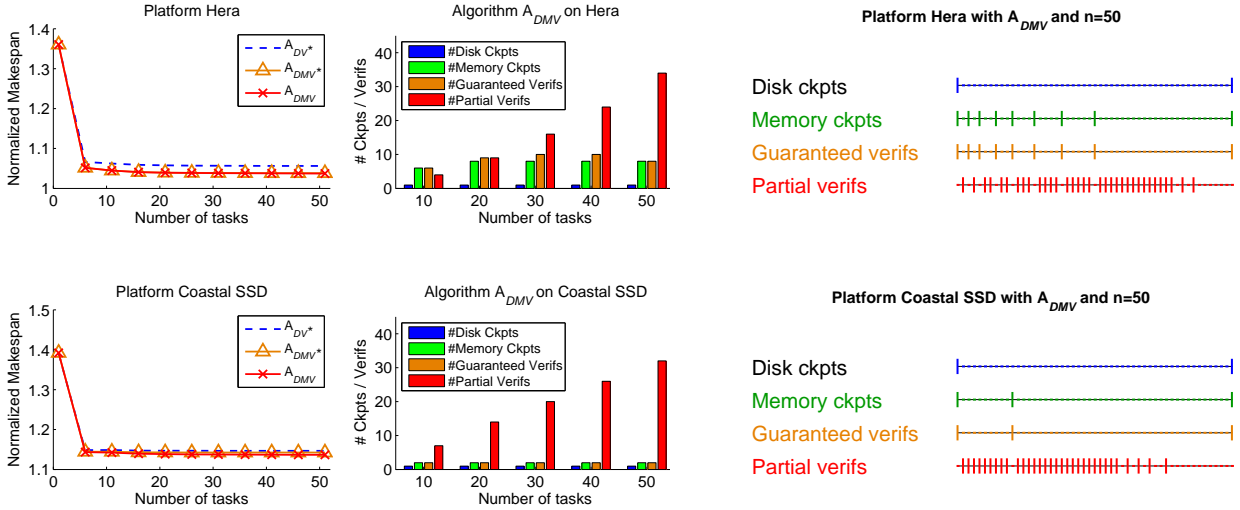 Platform Hera
Normalized Makespan
1.4
1.3
1.2
1.1
1
0
10
20
30
40
50
Number of tasks
A_DV*
A_DMV*
A_DMV
Algorithm A_DMV on Hera
# Ckpts / Verifs
40
30
20
10
0
10
20
30
40
50
Number of tasks
#Disk Ckpts
#Memory Ckpts
#Guaranteed Verifs
#Partial Verifs
Platform Hera with A_DMV and n=50
Disk ckpts
Memory ckpts
Guaranteed verifs
Partial verifs
Platform Coastal SSD
Normalized Makespan
1.5
1.4
1.3
1.2
1.1
0
10
20
30
40
50
Number of tasks
A_DV*
A_DMV*
A_DMV
Algorithm A_DMV on Coastal SSD
# Ckpts / Verifs
40
30
20
10
0
10
20
30
40
50
Number of tasks
#Disk Ckpts
#Memory Ckpts
#Guaranteed Verifs
#Partial Verifs
Platform Coastal SSD with A_DMV and n=50
Disk ckpts
Memory ckpts
Guaranteed verifs
Partial verifs